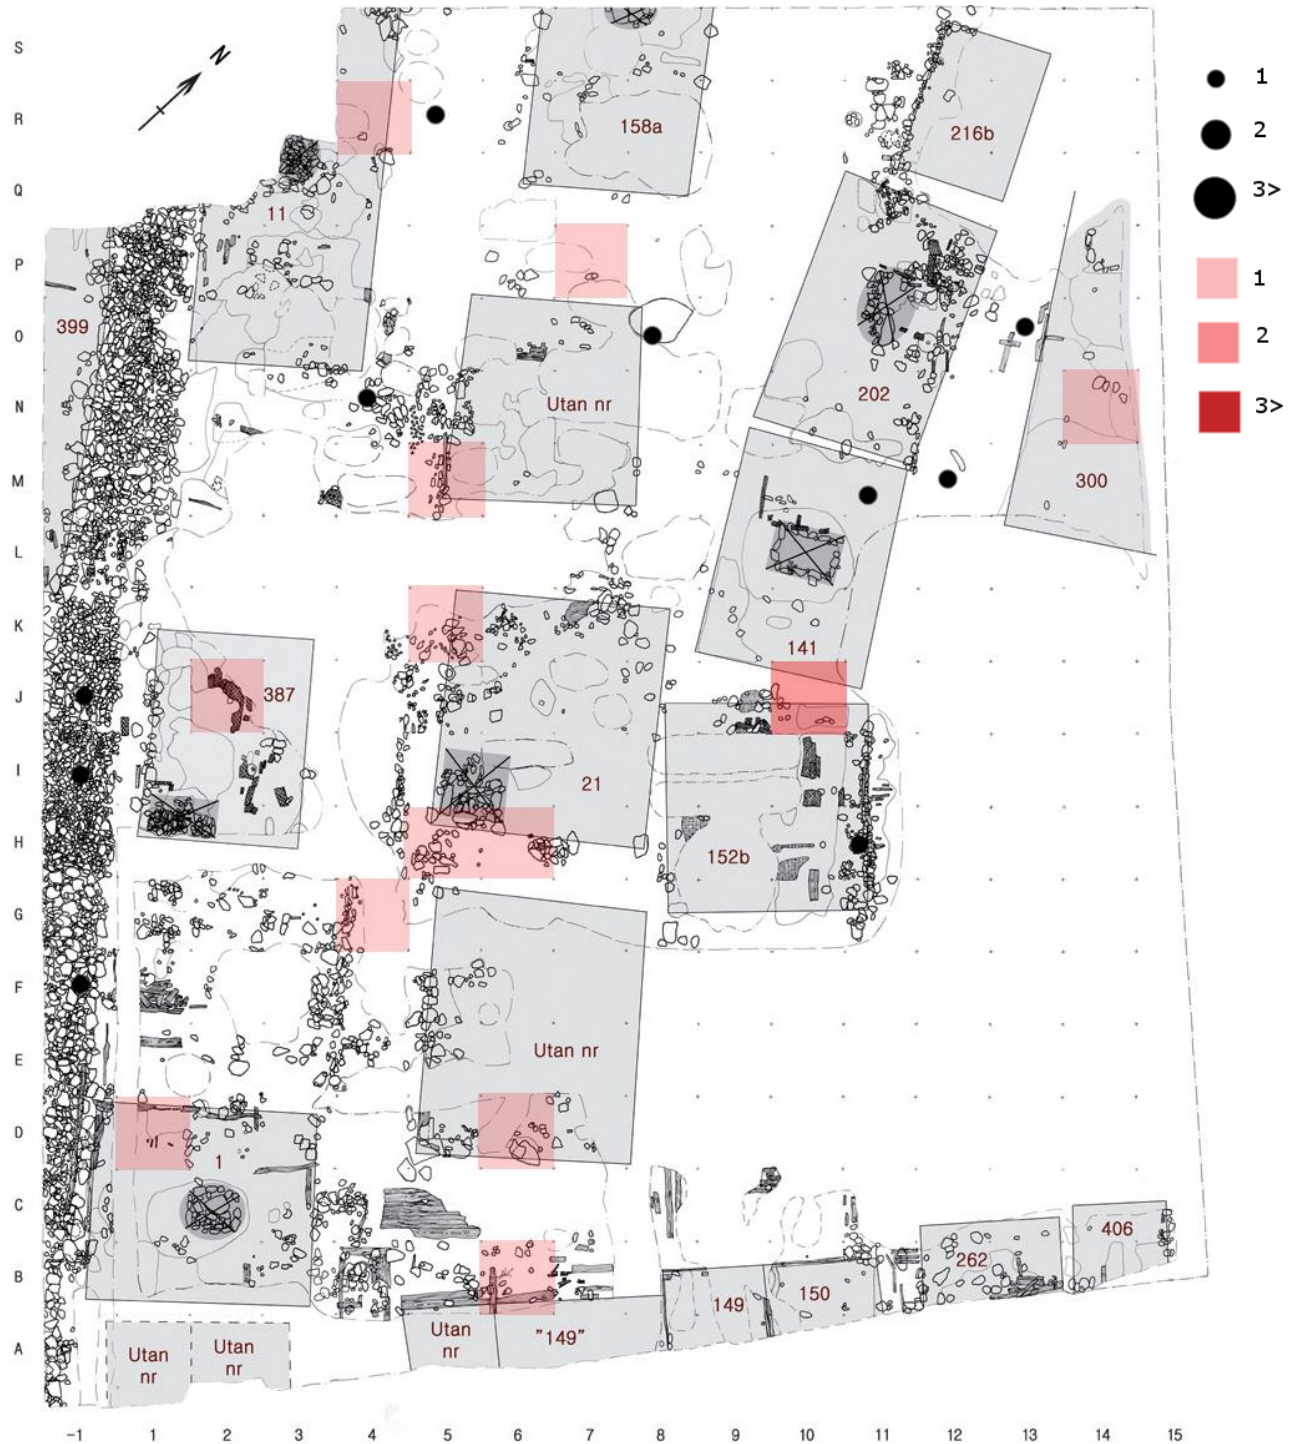 N
S
R
Q
P
O
N
M
L
K
J
I
H
G
F
E
D
C
B
A
-1 1 2 3 4 5 6 7 8 9 10 11 12 13 14 15
1
2
3>
1
2
3>
158a
216b
11
399
202
Utan nr
300
141
387
21
152b
Utan nr
1
406
262
150
149
"149"
Utan
nr
Utan
nr
Utan
nr